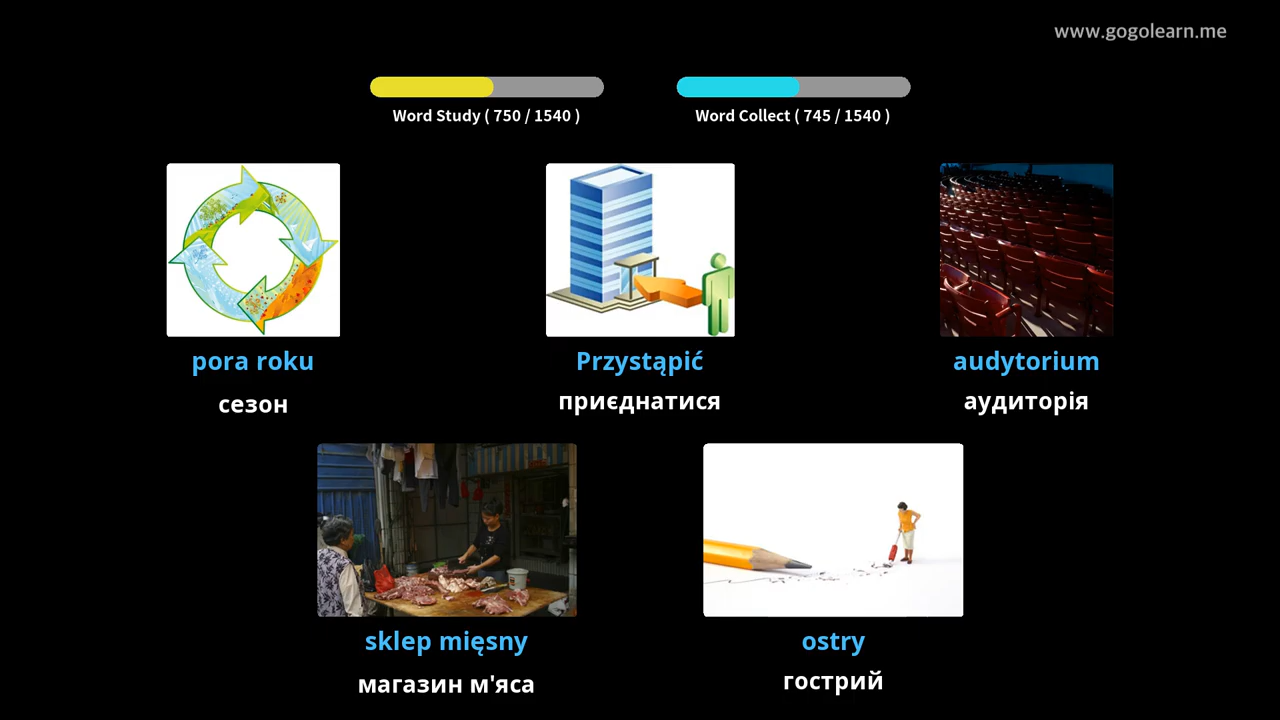 www.gogolearn.me
Word Study ( 750 / 1540 )
Word Collect ( 745 / 1540 )
pora roku
Przystąpić
audytorium
сезон
приєднатися
аудиторія
sklep mięsny
ostry
магазин м'яса
гострий